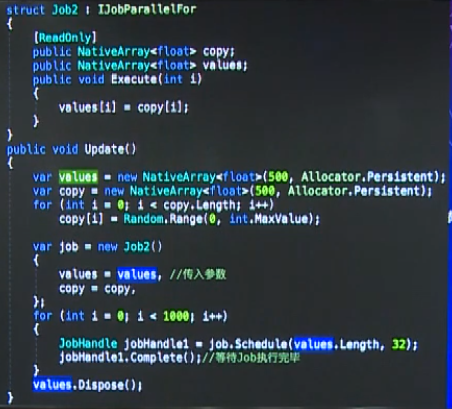 struct Job2 : IJobParallelFor
{
[ReadOnly]
public NativeArray<float> copy;
public NativeArray<float> values;
public void Execute(int i)
{
values[i] = copy[i];
}
}
public void Update()
{
var values = new NativeArray<float>(500, Allocator.Persistent);
var copy = new NativeArray<float>(500, Allocator.Persistent);
for (int i = 0; i < copy.Length; i++)
copy[i] = Random.Range(0, int.MaxValue);
var job = new Job2()
{
values = values, //传入参数
copy = copy,
};
for (int i = 0; i < 1000; i++)
{
JobHandle jobHandle1 = job.Schedule(values.Length, 32);
jobHandle1.Complete();//等待Job执行完毕
}
values.Dispose();
}